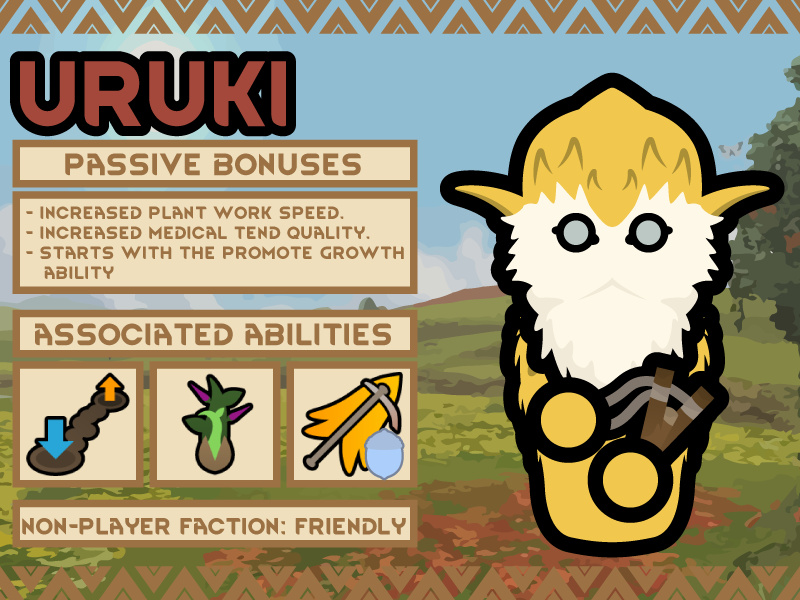 URUKI
PASSIVE BONUSES
- INCREASED PLANT WORK SPEED.
- INCREASED MEDICAL TEND QUALITY.
- STARTS WITH THE PROMOTE GROWTH
ABILITY
ASSOCIATED ABILITIES
NON-PLAYER FACTION: FRIENDLY